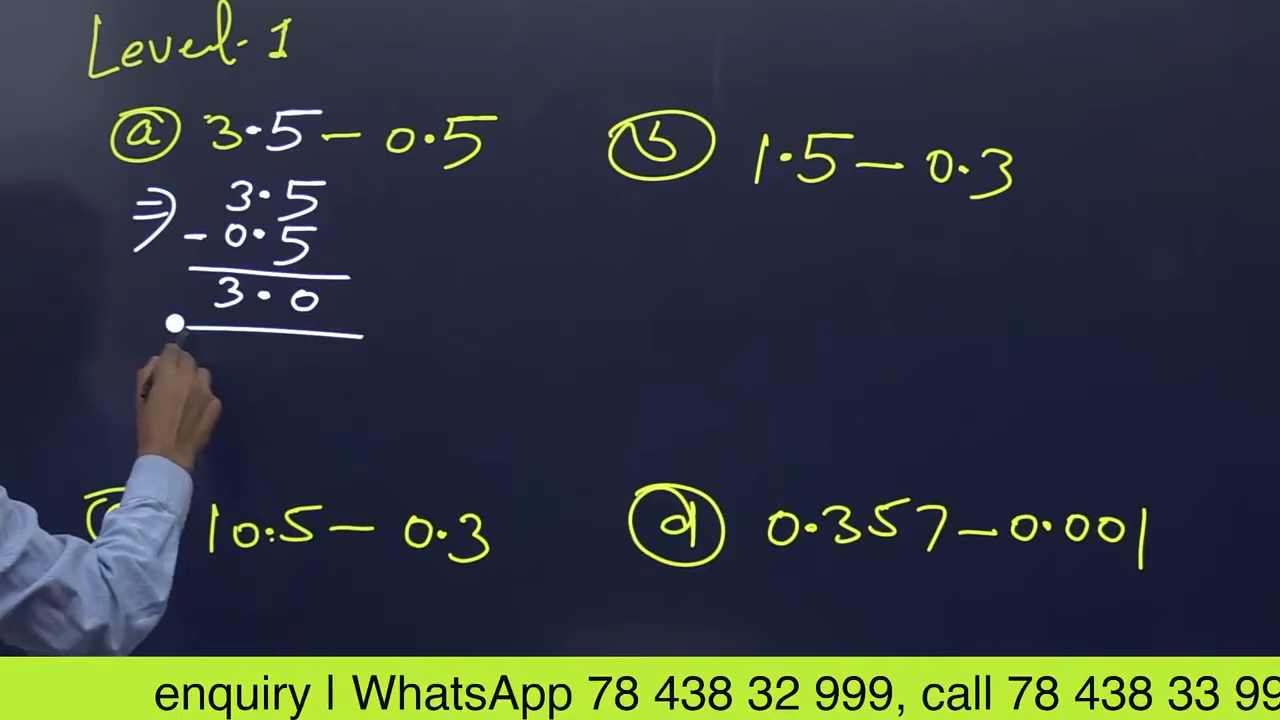 Level-1
(a) 3.5 - 0.5
⇒ 3.5
- 0.5
3.0
(b) 1.5 - 0.3
10.5 - 0.3
(d) 0.357 - 0.001
enquiry | WhatsApp 78 438 32 999, call 78 438 33 99